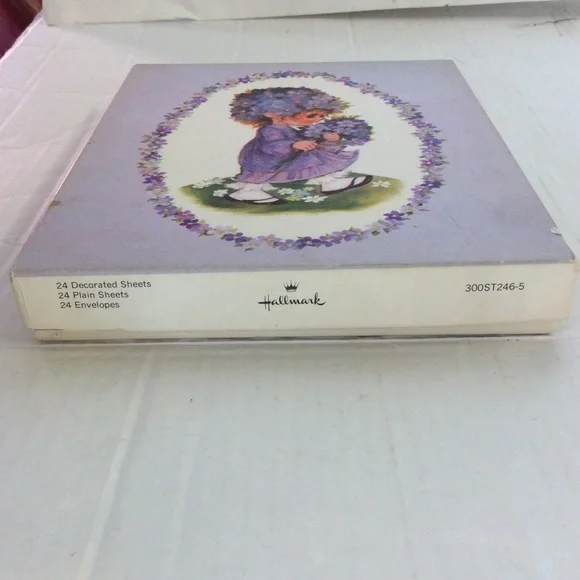 24 Decorated Sheets
24 Plain Sheets
24 Envelopes
Hallmark
300ST246-5